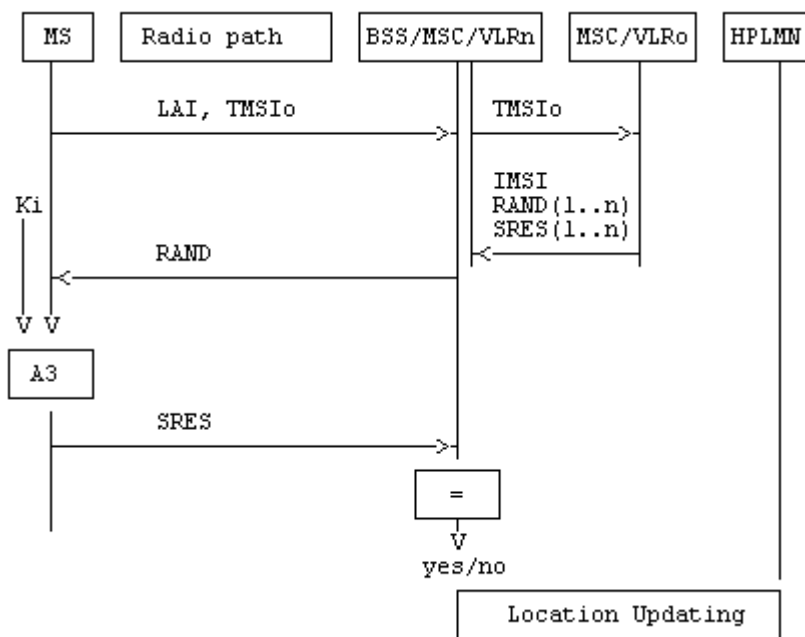 MS
Radio path
BSS/MSC/VLRn
MSC/VLRo
HPLMN
LAI, TMSIo
TMSIo
IMSI
RAND(1..n)
SRES(1..n)
Ki
RAND
V V
A3
SRES
=
V
yes/no
Location Updating